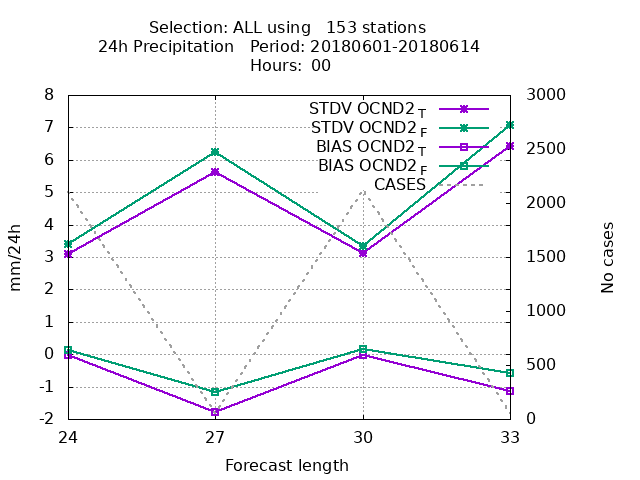 Selection: ALL using   153 stations
24h Precipitation   Period: 20180601-20180614
Hours: 00
8
7
6
5
4
3
2
1
0
-1
-2
3000
2500
2000
1500
1000
500
0
STDV OCND2 T
STDV OCND2 F
BIAS OCND2 T
BIAS OCND2 F
CASES
mm/24h
No cases
24 27 30 33
Forecast length